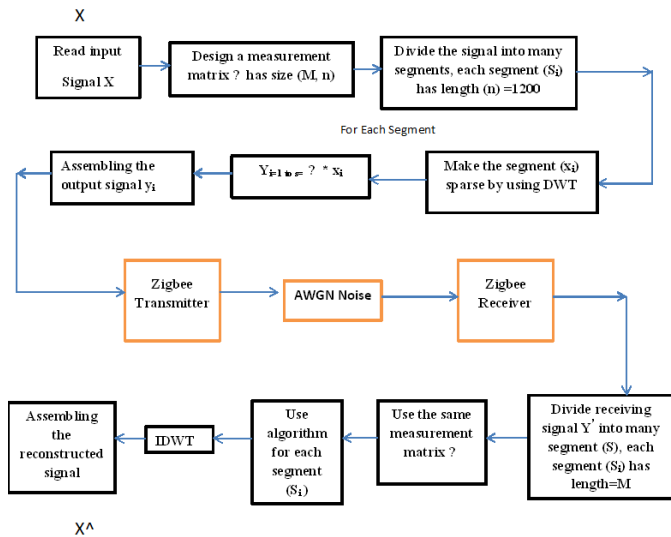 X
Read input
Signal X
Design a measurement
matrix ? has size (M, n)
Divide the signal into many
segments, each segment (Si)
has length (n) =1200
For Each Segment
Make the segment (xi)
sparse by using DWT
Yi=1 to s= ? * xi
Assembling the
output signal yi
Zigbee
Transmitter
AWGN Noise
Zigbee
Receiver
Divide receiving
signal Y' into many
segment (S), each
segment (Si) has
length=M
Use the same
measurement
matrix ?
Use
algorithm
for each
segment
(Si)
IDWT
Assembling
the
reconstructed
signal
X^